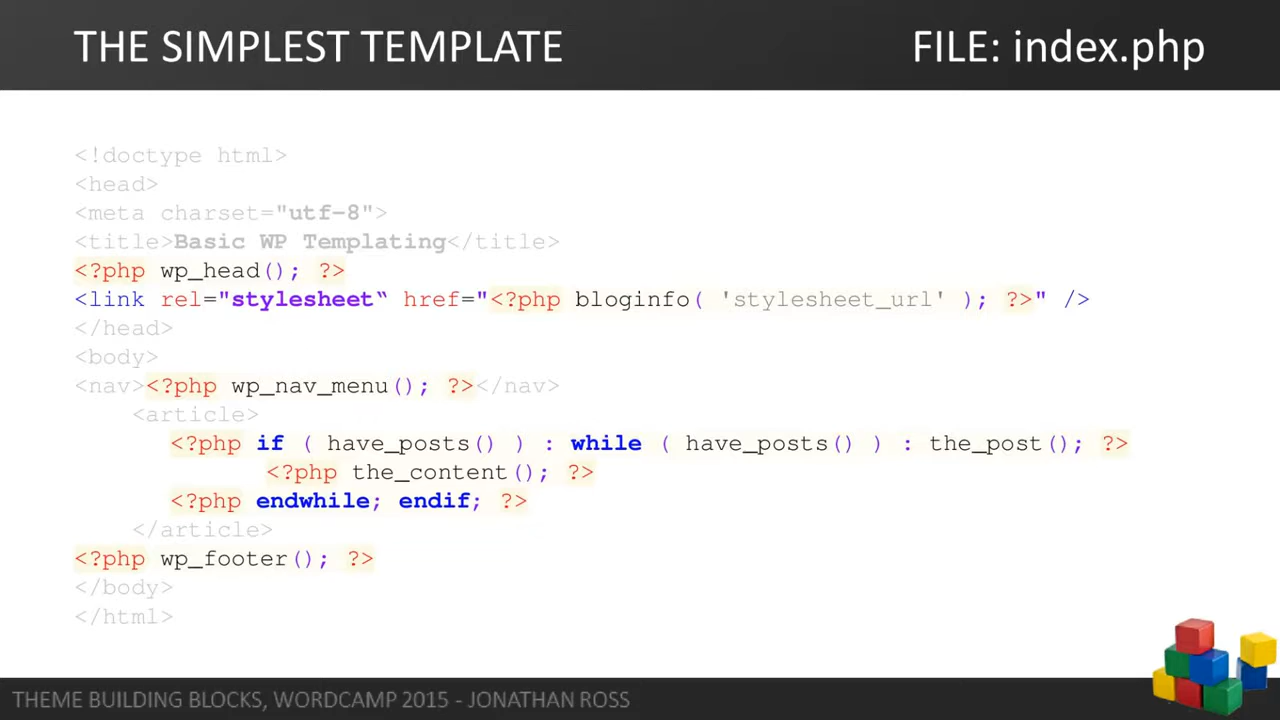 THE SIMPLEST TEMPLATE FILE: index.php
<!doctype html>
<head>
<meta charset="utf-8">
<title>Basic WP Templating</title>
<?php wp_head(); ?>
<link rel="stylesheet“ href="<?php bloginfo( 'stylesheet_url' ); ?>" />
</head>
<body>
<nav><?php wp_nav_menu(); ?></nav>
<article>
<?php if ( have_posts() ) : while ( have_posts() ) : the_post(); ?>
<?php the_content(); ?>
<?php endwhile; endif; ?>
</article>
<?php wp_footer(); ?>
</body>
</html>
THEME BUILDING BLOCKS, WORDCAMP 2015 - JONATHAN ROSS